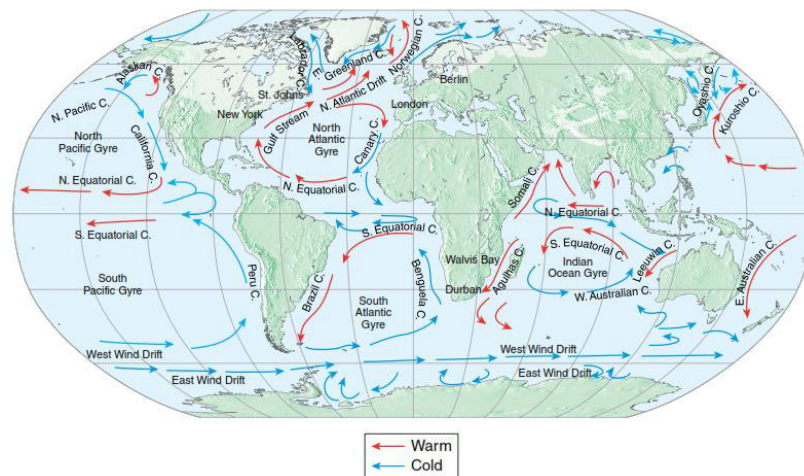 Labrador C.
E. Greenland C.
Norwegian C.
Alaskan C.
Berlin
St. Johns
N. Atlantic Drift
London
Oyashio C.
Kuroshio C.
N. Pacific C.
New York
Gulf Stream
North
Pacific Gyre
California C.
North
Atlantic
Gyre
Canary C.
N. Equatorial C.
N. Equatorial C.
Somali C.
N. Equatorial C.
S. Equatorial C.
S. Equatorial C.
S. Equatorial C.
South
Pacific Gyre
Peru C.
Brazil C.
Walvis Bay
Benguela C.
Durban
Agulhas C.
Indian
Ocean Gyre
Leeuwin C.
W. Australian C.
E. Australian C.
South
Atlantic
Gyre
West Wind Drift
West Wind Drift
East Wind Drift
East Wind Drift
Warm
Cold